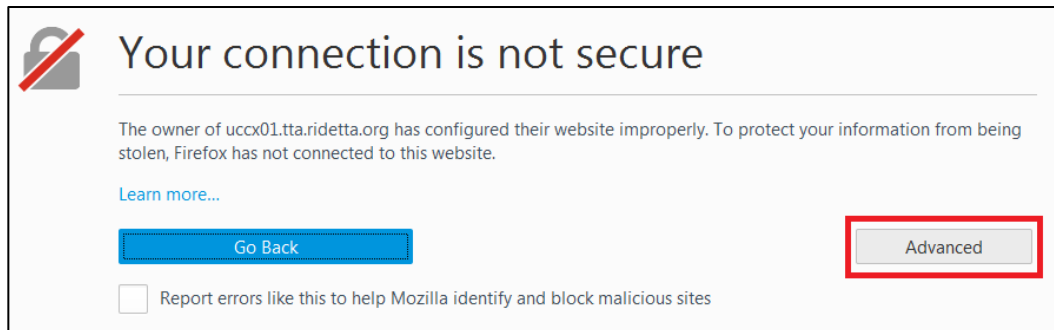 Your connection is not secure
The owner of uccx01.tta.ridetta.org has configured their website improperly. To protect your information from being
stolen, Firefox has not connected to this website.
Learn more...
Go Back
Advanced
Report errors like this to help Mozilla identify and block malicious sites